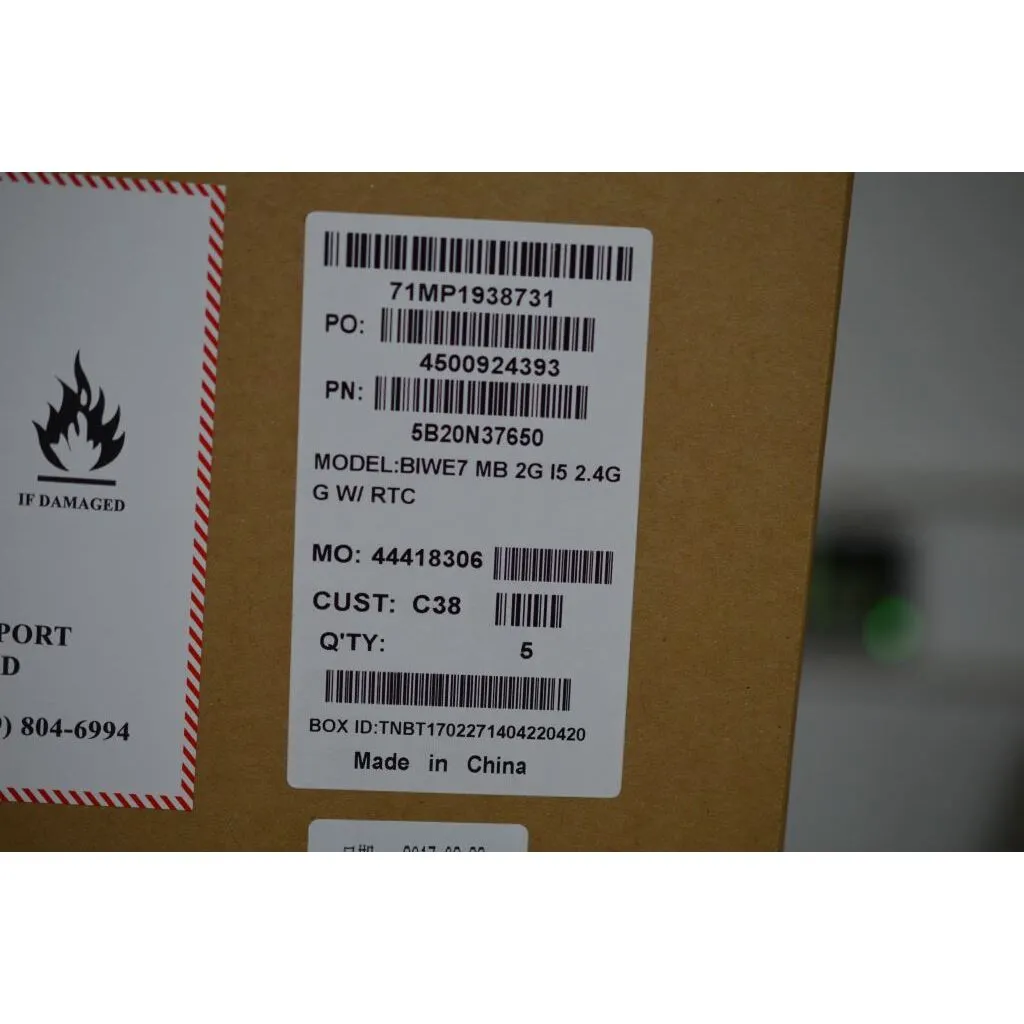 IF DAMAGED
PORT
D
) 804-6994
71MP1938731
PO:
4500924393
PN:
5B20N37650
MODEL:BIWE7 MB 2G I5 2.4G
G W/ RTC
MO: 44418306
CUST: C38
Q'TY: 5
BOX ID:TNBT1702271404220420
Made in China